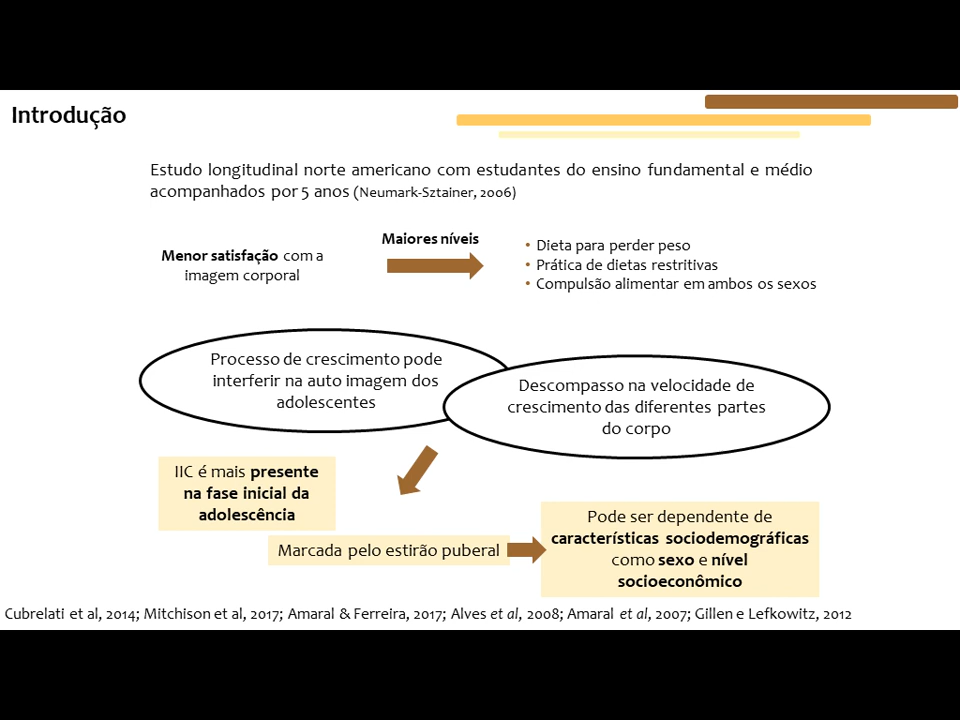 Introdução
Estudo longitudinal norte americano com estudantes do ensino fundamental e médio
acompanhados por 5 anos (Neumark-Sztainer, 2006)
Menor satisfação com a
imagem corporal
Maiores níveis
• Dieta para perder peso
• Prática de dietas restritivas
• Compulsão alimentar em ambos os sexos
Processo de crescimento pode
interferir na auto imagem dos
adolescentes
Descompasso na velocidade de
crescimento das diferentes partes
do corpo
IIC é mais presente
na fase inicial da
adolescência
Marcada pelo estirão puberal
Pode ser dependente de
características sociodemográficas
como sexo e nível
socioeconômico
Cubrelati et al, 2014; Mitchison et al, 2017; Amaral & Ferreira, 2017; Alves et al, 2008; Amaral et al, 2007; Gillen e Lefkowitz, 2012